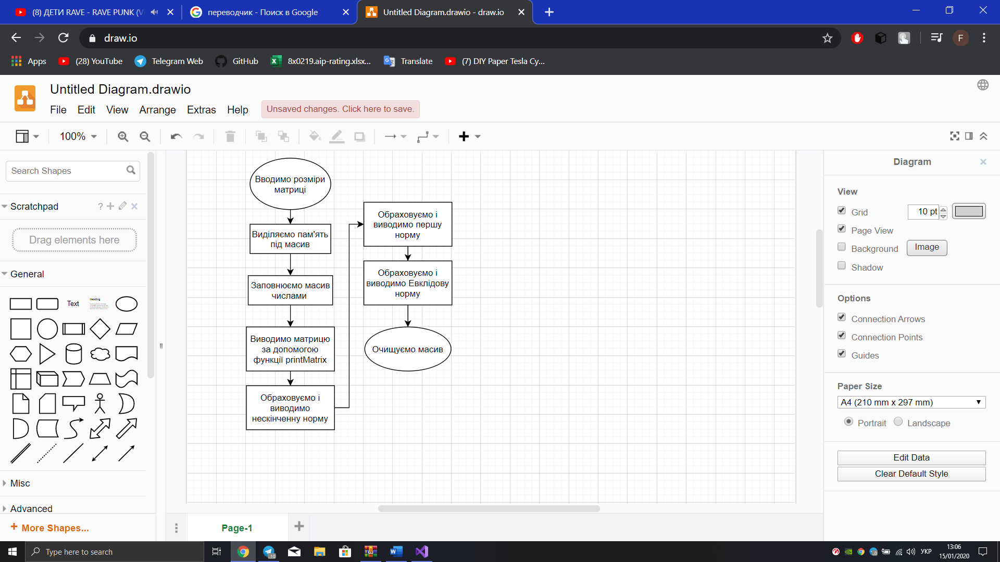 (8) ДЕТИ RAVE - RAVE PUNK (V
переводчик - Поиск в Google
Untitled Diagram.drawio - draw.io
draw.io
F
Apps
(28) YouTube
Telegram Web
GitHub
8x0219.aip-rating.xlsx...
Translate
(7) DIY Paper Tesla Cy...
Untitled Diagram.drawio
File
Edit
View
Arrange
Extras
Help
Unsaved changes. Click here to save.
100%
Search Shapes
Scratchpad
?
Drag elements here
General
Text
Heading
Misc
Advanced
More Shapes...
Вводимо розміри
матриці
Виділяємо пам'ять
під масив
Заповнюємо масив
числами
Виводимо матрицю
за допомогою
функції printMatrix
Обраховуємо і
виводимо
нескінченну норму
Обраховуємо і
виводимо першу
норму
Обраховуємо і
виводимо Евклідову
норму
Очищуємо масив
Page-1
Diagram
View
Grid
10 pt
Page View
Background
Image
Shadow
Options
Connection Arrows
Connection Points
Guides
Paper Size
A4 (210 mm x 297 mm)
Portrait
Landscape
Edit Data
Clear Default Style
Type here to search
УКР
13:06
15/01/2020